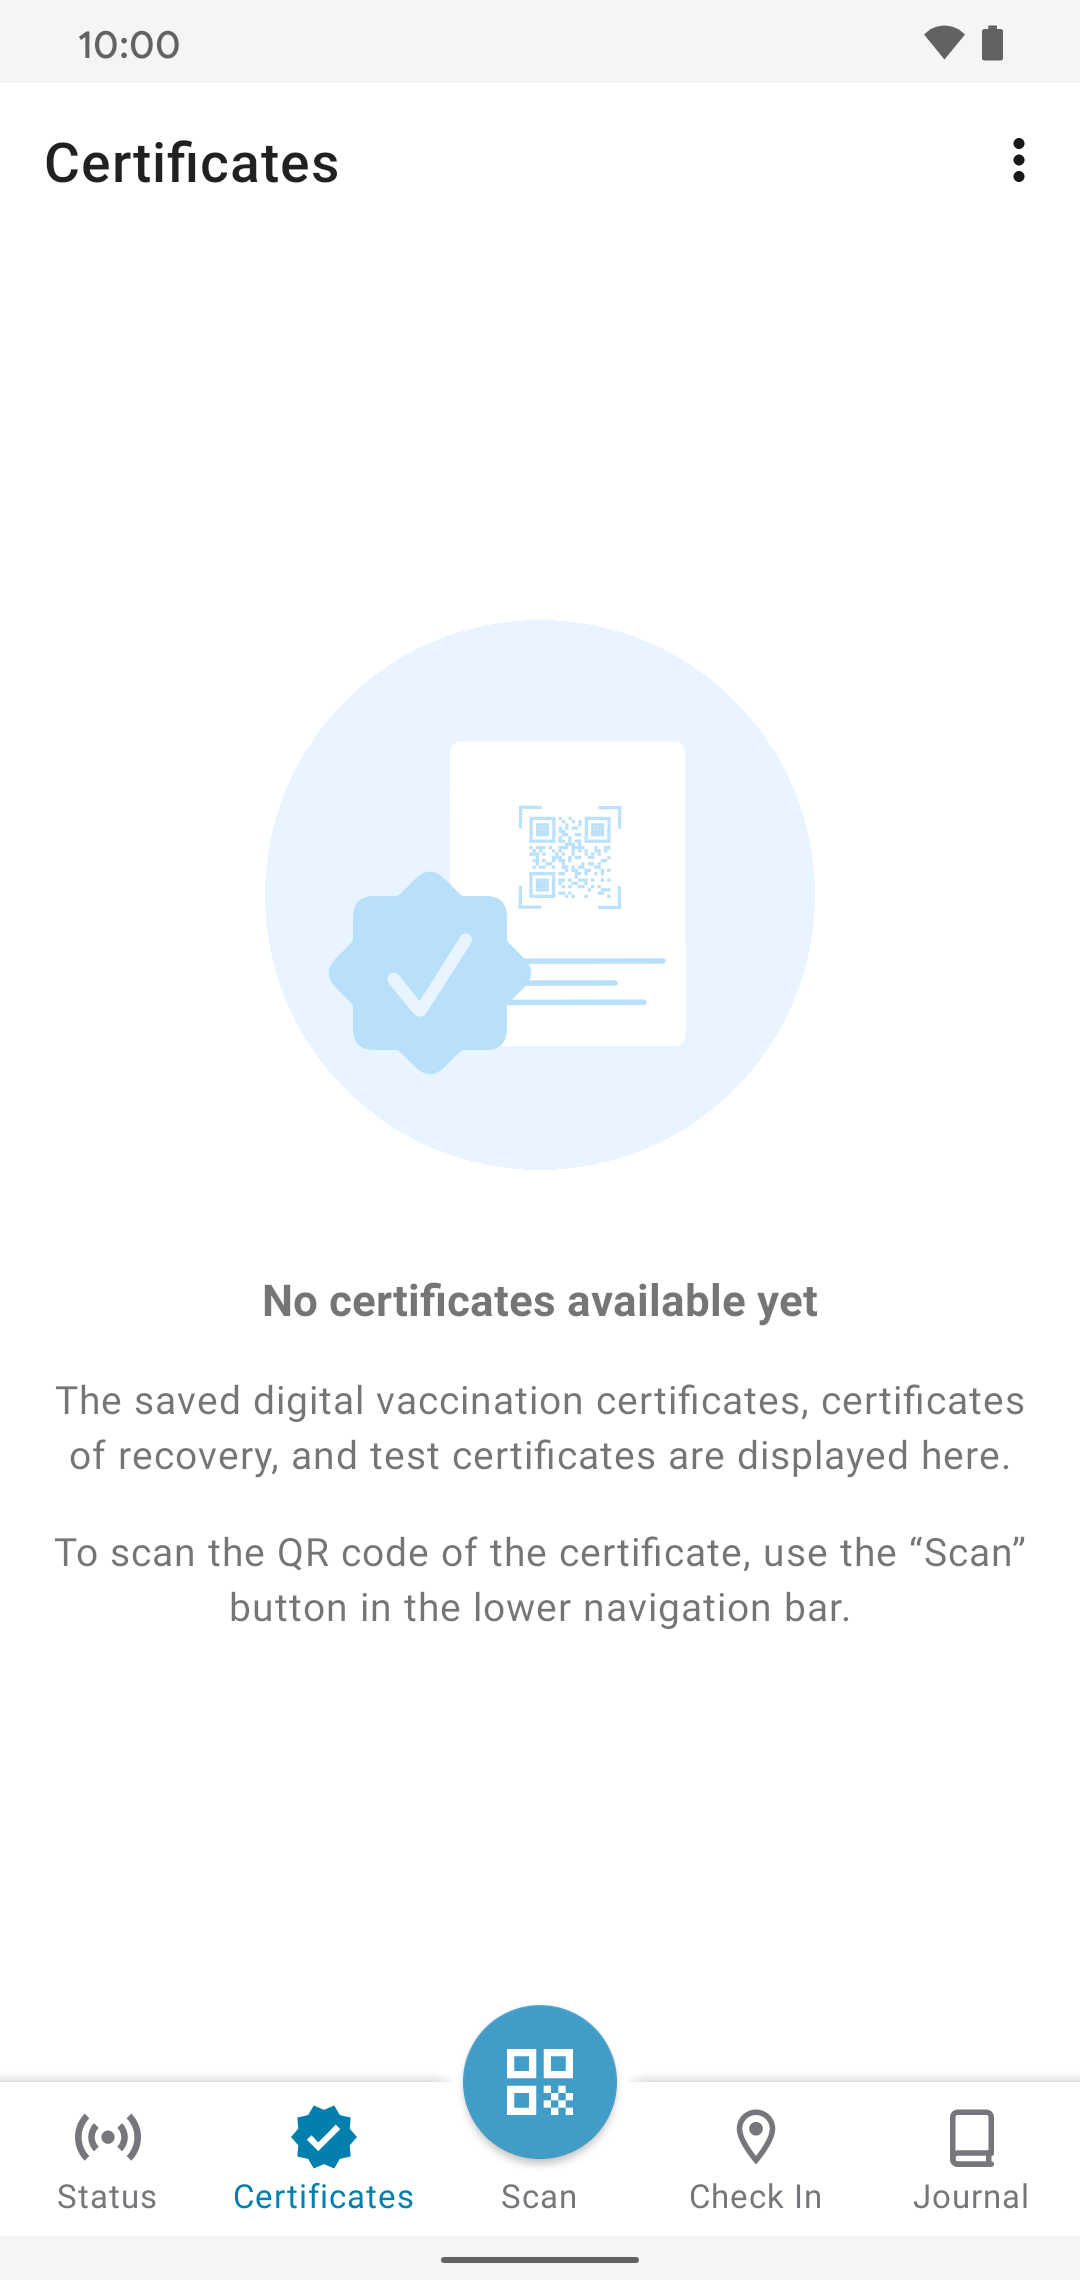 10:00
Certificates
No certificates available yet
The saved digital vaccination certificates, certificates
of recovery, and test certificates are displayed here.
To scan the QR code of the certificate, use the “Scan”
button in the lower navigation bar.
Status
Certificates
Scan
Check In
Journal